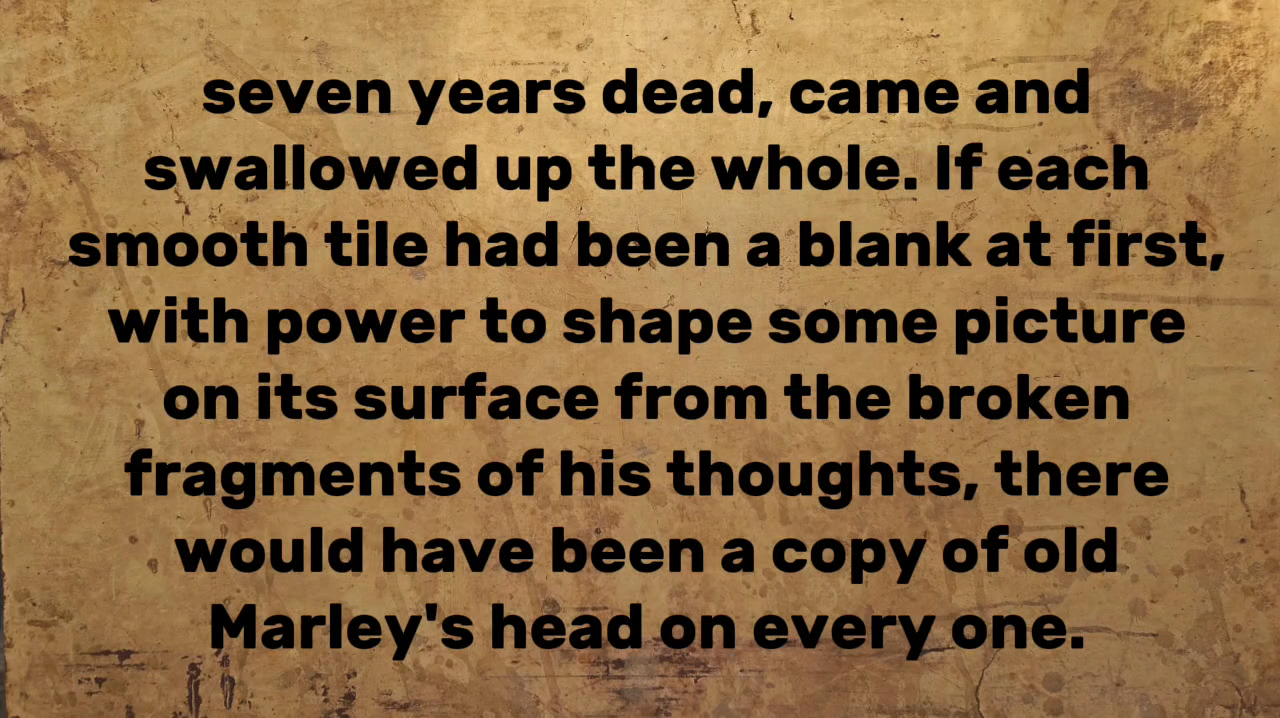 seven years dead, came and
swallowed up the whole. If each
smooth tile had been a blank at first,
with power to shape some picture
on its surface from the broken
fragments of his thoughts, there
would have been a copy of old
Marley's head on every one.